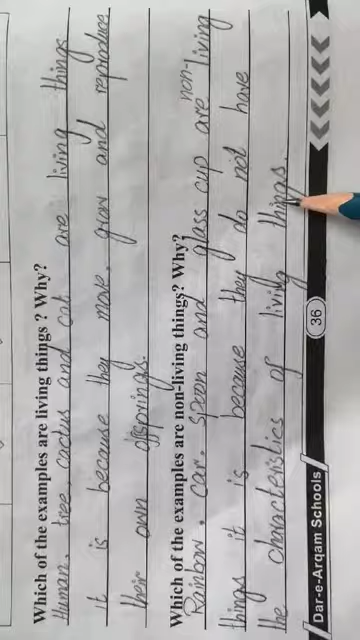 Which of the examples are living things ? Why?
Human, tree, cactus and cat are living things
it is because they move, grow and reproduce
their own offsprings.
Which of the examples are non-living things? Why?
Rainbow, car, spoon and glass cup are non-living
things it is because they do not have
the characteristics of living things.
Dar-e-Arqam Schools
36